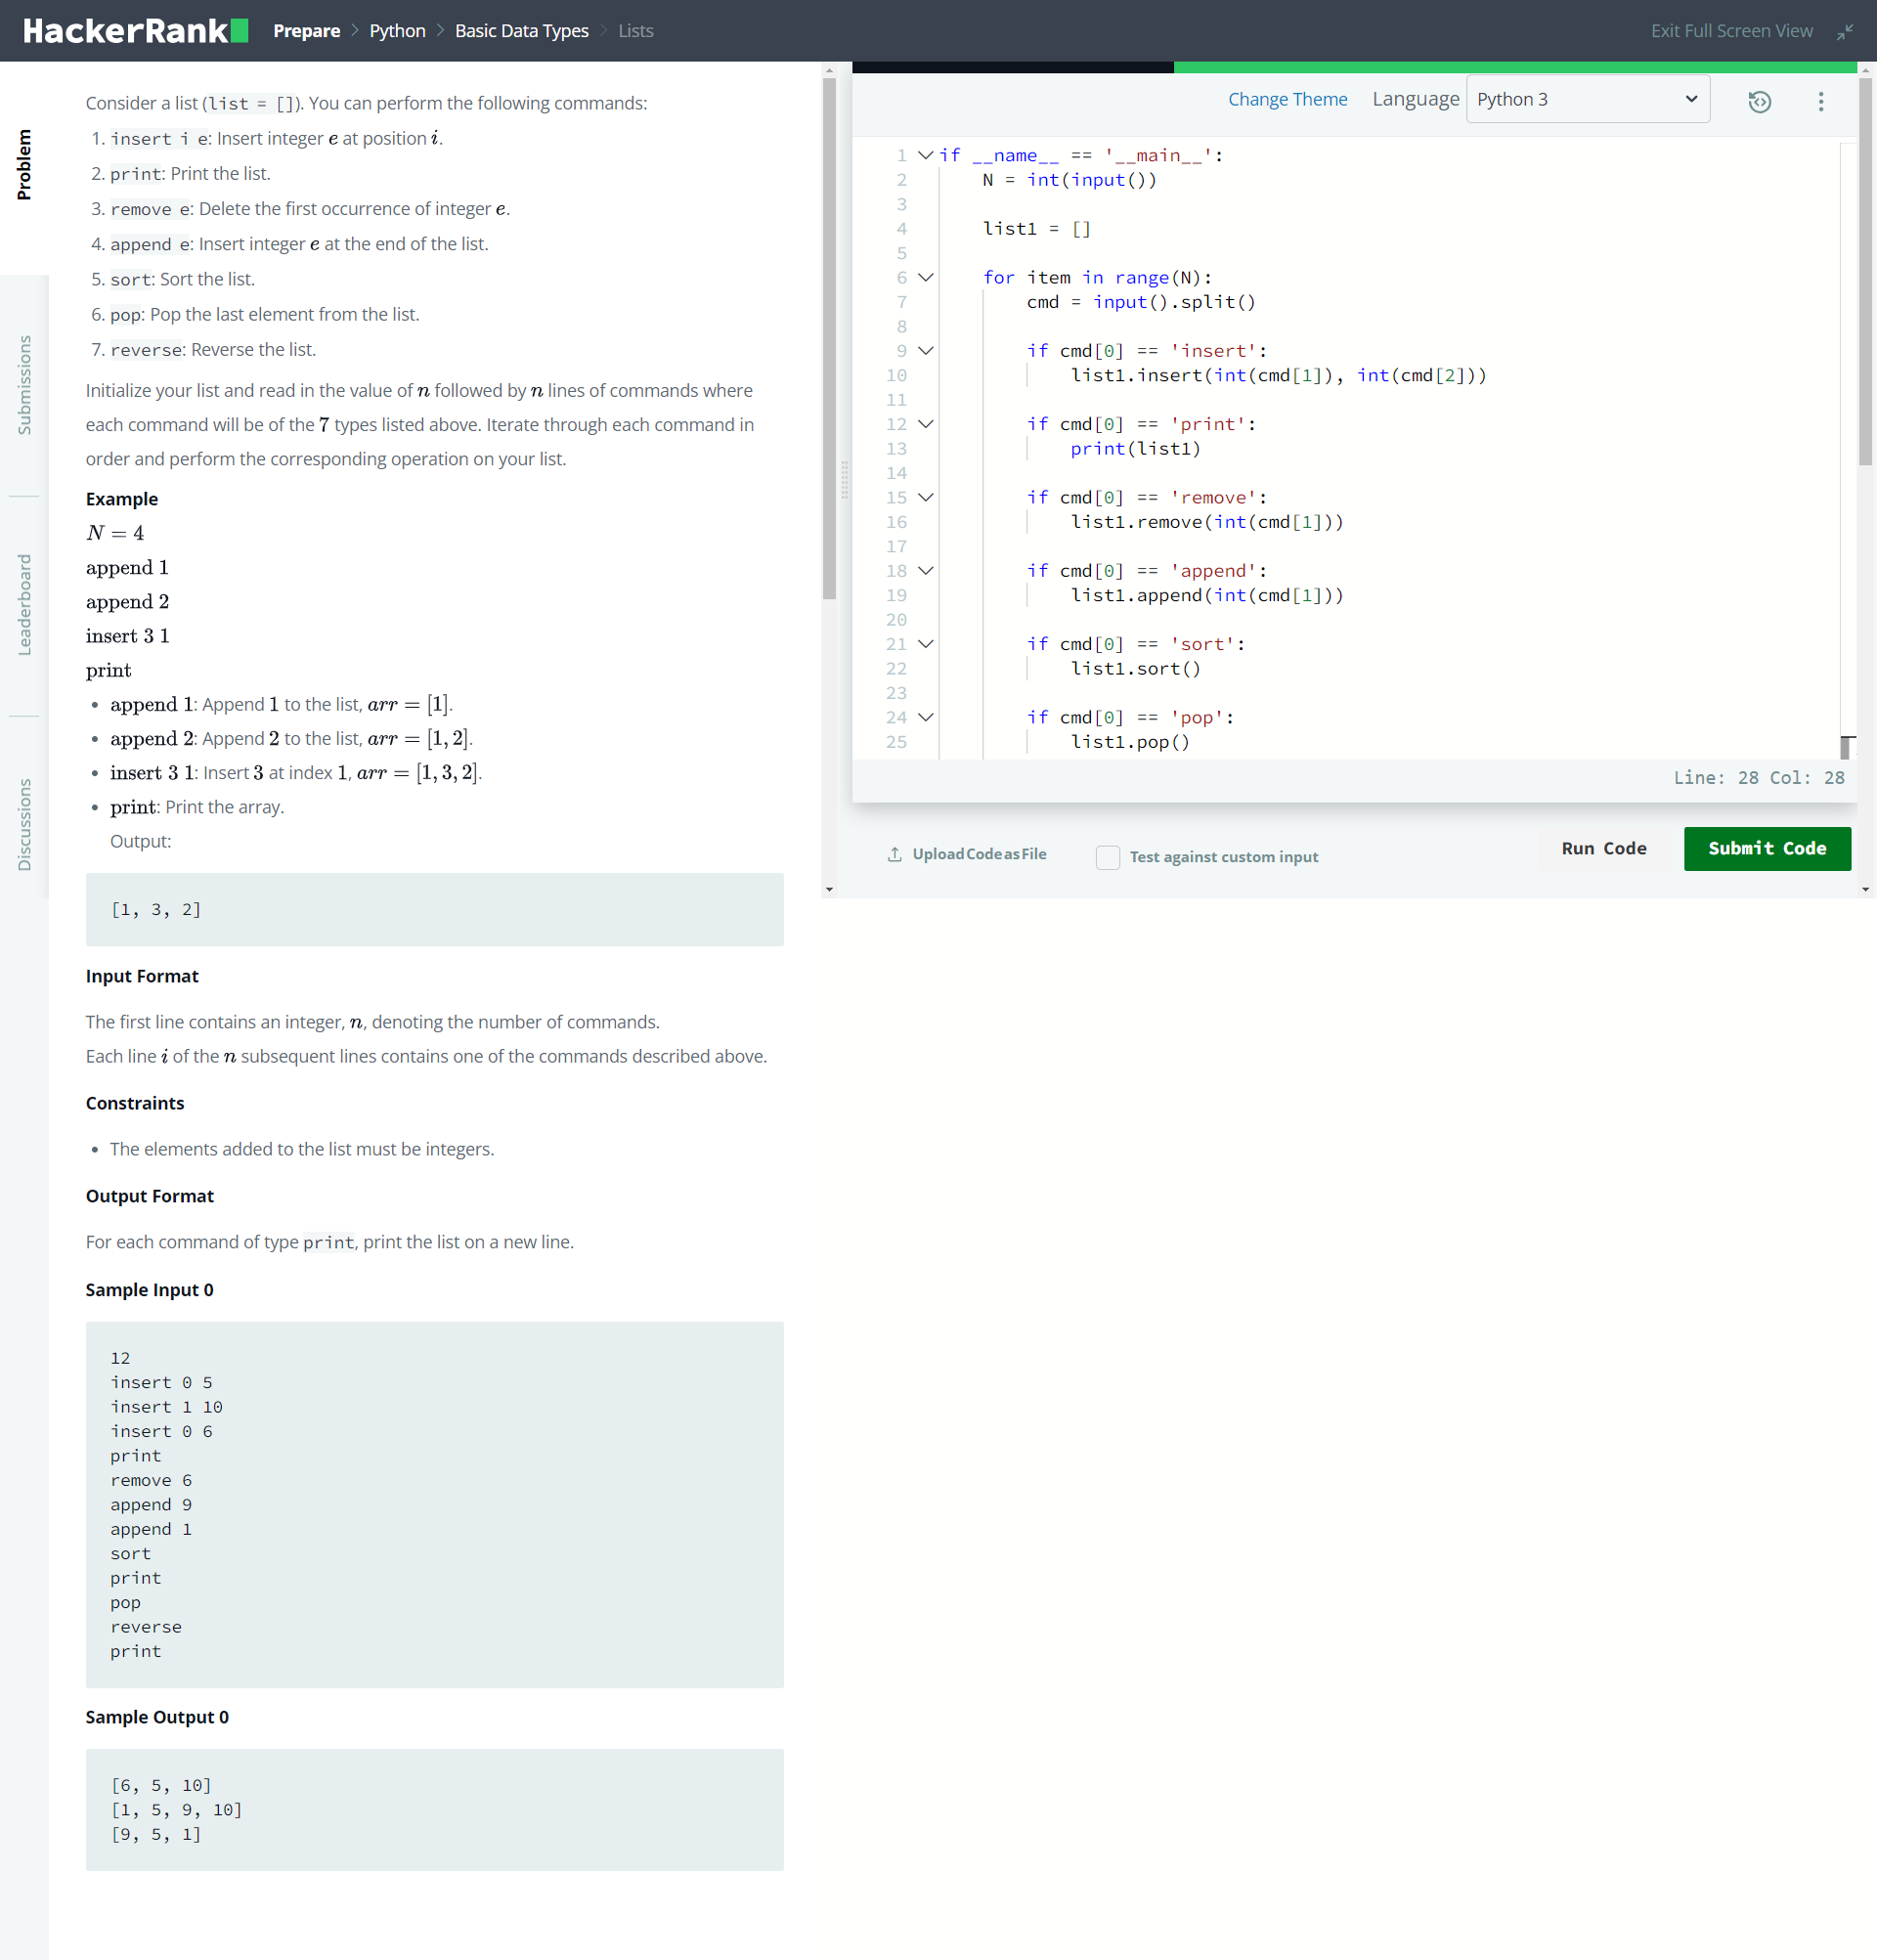 HackerRank
Prepare > Python > Basic Data Types > Lists
Exit Full Screen View
Problem
Submissions
Leaderboard
Discussions
Consider a list (list = []). You can perform the following commands:
1. insert i e: Insert integer e at position i.
2. print: Print the list.
3. remove e: Delete the first occurrence of integer e.
4. append e: Insert integer e at the end of the list.
5. sort: Sort the list.
6. pop: Pop the last element from the list.
7. reverse: Reverse the list.
Initialize your list and read in the value of n followed by n lines of commands where
each command will be of the 7 types listed above. Iterate through each command in
order and perform the corresponding operation on your list.
Example
N = 4
append 1
append 2
insert 3 1
print
• append 1: Append 1 to the list, arr = [1].
• append 2: Append 2 to the list, arr = [1, 2].
• insert 3 1: Insert 3 at index 1, arr = [1, 3, 2].
• print: Print the array.
Output:
[1, 3, 2]
Input Format
The first line contains an integer, n, denoting the number of commands.
Each line i of the n subsequent lines contains one of the commands described above.
Constraints
• The elements added to the list must be integers.
Output Format
For each command of type print, print the list on a new line.
Sample Input 0
12
insert 0 5
insert 1 10
insert 0 6
print
remove 6
append 9
append 1
sort
print
pop
reverse
print
Sample Output 0
[6, 5, 10]
[1, 5, 9, 10]
[9, 5, 1]
Change Theme Language Python 3
1 if __name__ == '__main__':
2     N = int(input())
3
4     list1 = []
5
6     for item in range(N):
7         cmd = input().split()
8
9         if cmd[0] == 'insert':
10             list1.insert(int(cmd[1]), int(cmd[2]))
11
12         if cmd[0] == 'print':
13             print(list1)
14
15         if cmd[0] == 'remove':
16             list1.remove(int(cmd[1]))
17
18         if cmd[0] == 'append':
19             list1.append(int(cmd[1]))
20
21         if cmd[0] == 'sort':
22             list1.sort()
23
24         if cmd[0] == 'pop':
25             list1.pop()
Line: 28 Col: 28
Upload Code as File
Test against custom input
Run Code
Submit Code